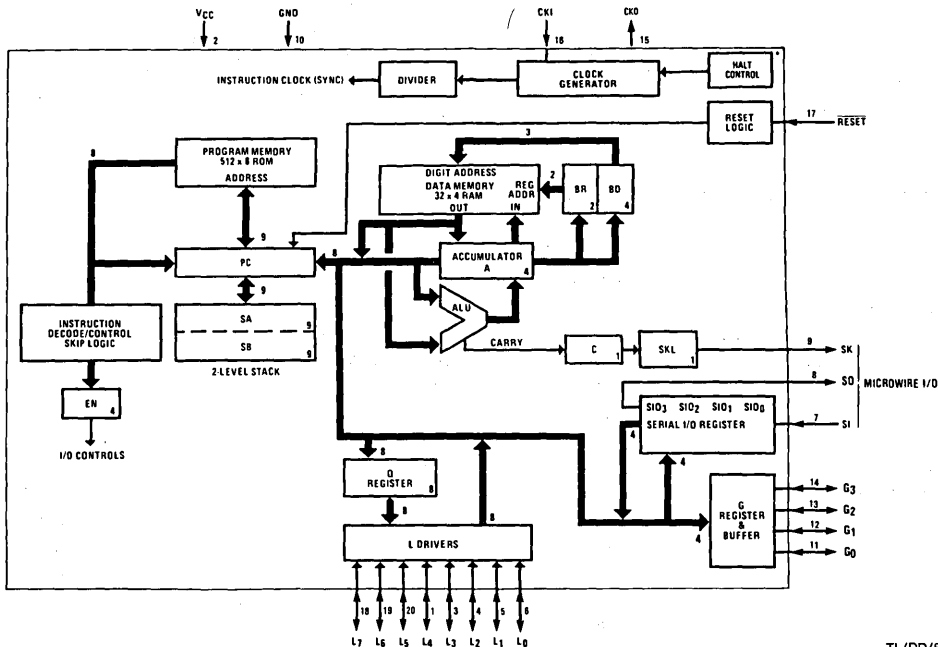 VCC GND CKI CKO
2 10 16 15
INSTRUCTION CLOCK (SYNC) DIVIDER CLOCK GENERATOR HALT CONTROL *
RESET LOGIC 17 RESET
8
PROGRAM MEMORY
512 x 8 ROM
ADDRESS
3
DIGIT ADDRESS
DATA MEMORY
32 x 4 RAM
OUT
REG ADDR
IN
2
BR 2
BD 4
9
PC
8
ACCUMULATOR
A 4
9
SA 9
SB 9
2-LEVEL STACK
INSTRUCTION
DECODE/CONTROL
SKIP LOGIC
ALU
CARRY
C 1
SKL 1
9 SK
8 SO
7 SI
MICROWIRE I/O
EN 4
I/O CONTROLS
SIO3 SIO2 SIO1 SIO0
SERIAL I/O REGISTER
4 4
8
Q
REGISTER 8
8 8
L DRIVERS
4
G
REGISTER
&
BUFFER
14 G3
13 G2
12 G1
11 G0
18 19 20 1 3 4 5 6
L7 L6 L5 L4 L3 L2 L1 L0